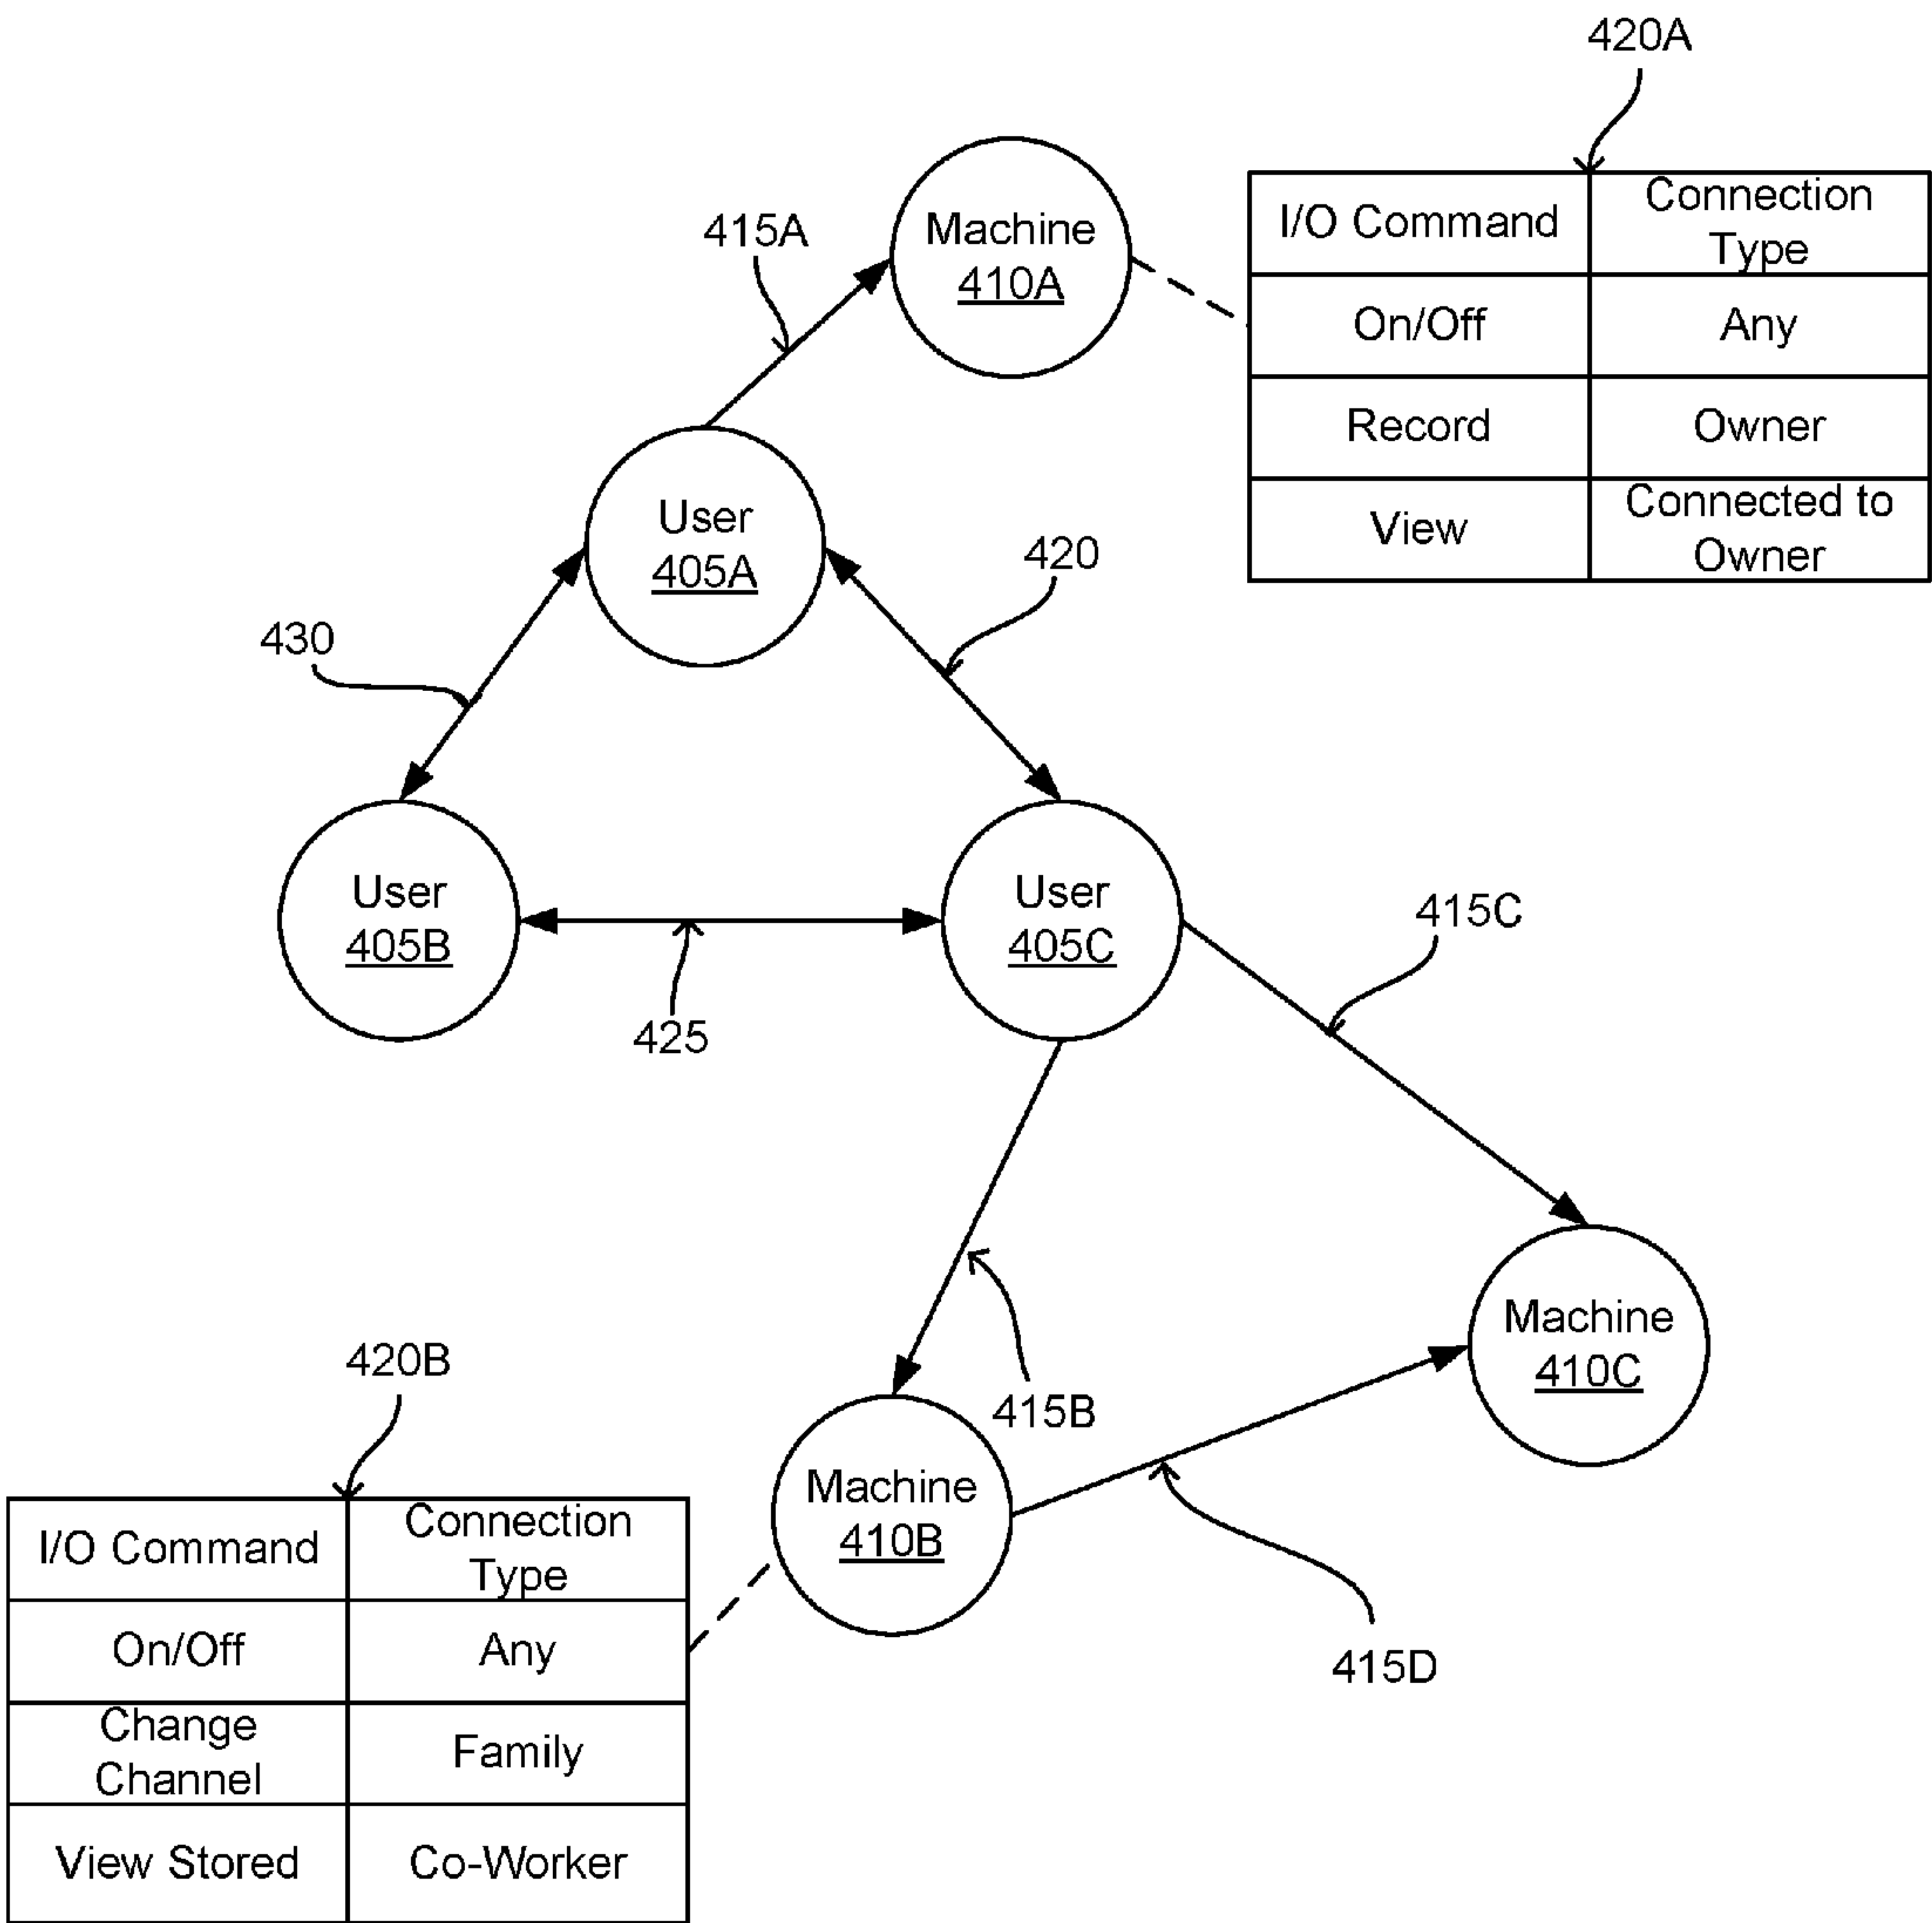 420A
I/O Command
Connection
Type
On/Off
Any
Record
Owner
View
Connected to
Owner
Machine
410A
415A
User
405A
420
430
User
405B
User
405C
425
415C
Machine
410C
415B
420B
Machine
410B
415D
I/O Command
Connection
Type
On/Off
Any
Change
Channel
Family
View Stored
Co-Worker